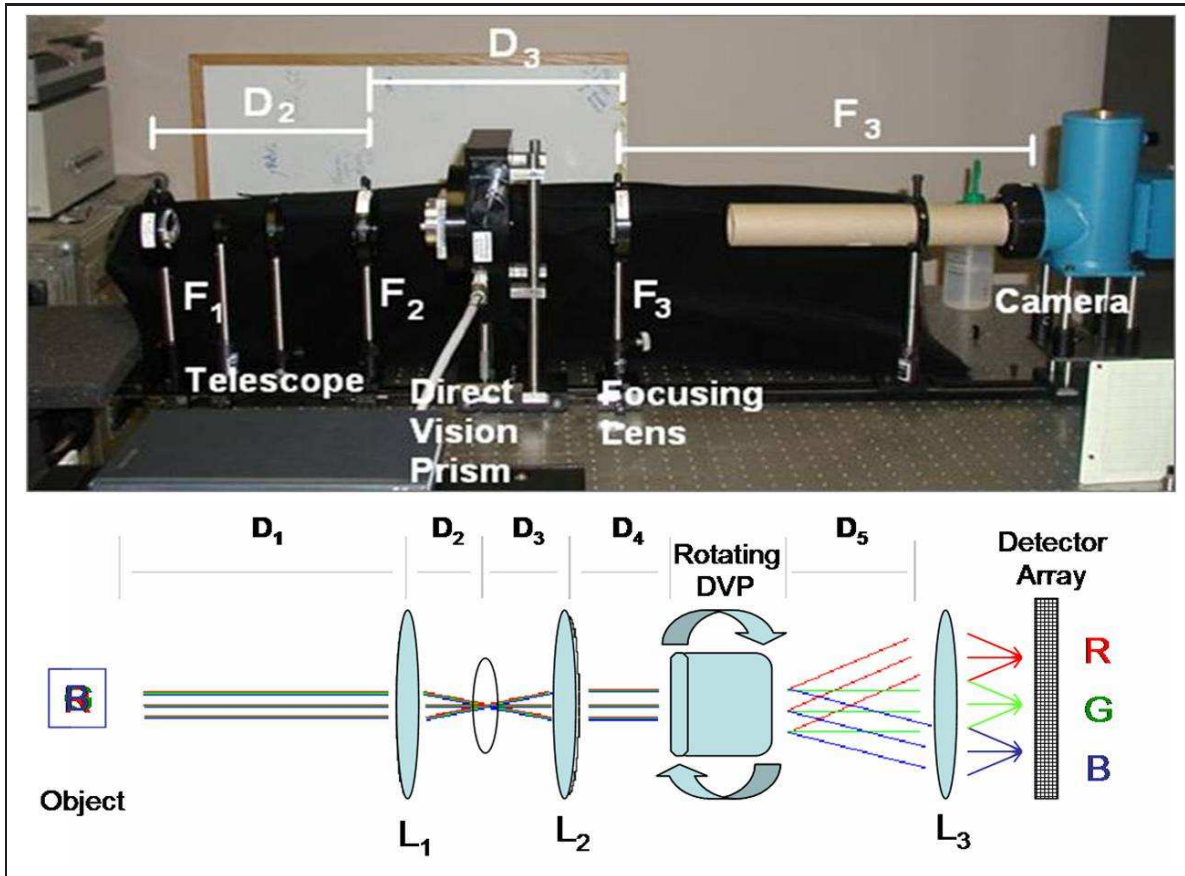 D3
D2
F3
F1
F2
F3
Camera
Telescope
Direct
Vision
Prism
Focusing
Lens
D1
D2
D3
D4
Rotating
DVP
D5
Detector
Array
R
G
B
R
G
B
Object
L1
L2
L3